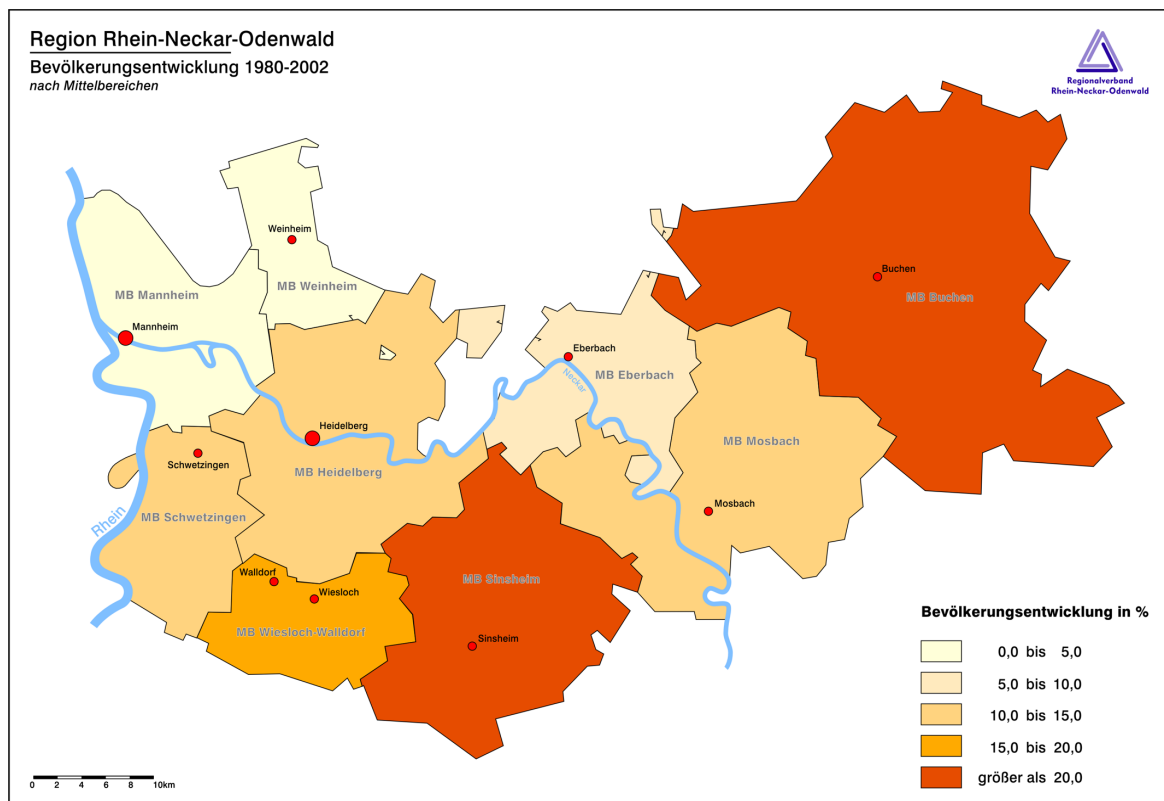 Region Rhein-Neckar-Odenwald
Bevölkerungsentwicklung 1980-2002
nach Mittelbereichen
Regionalverband
Rhein-Neckar-Odenwald
Weinheim
Buchen
MB Weinheim
MB Mannheim
MB Buchen
Mannheim
Eberbach
Neckar
MB Eberbach
Heidelberg
MB Mosbach
Schwetzingen
MB Heidelberg
Mosbach
Rhein
MB Schwetzingen
Walldorf
MB Sinsheim
Wiesloch
MB Wiesloch-Walldorf
Sinsheim
Bevölkerungsentwicklung in %
0,0 bis 5,0
5,0 bis 10,0
10,0 bis 15,0
15,0 bis 20,0
größer als 20,0
0 2 4 6 8 10km